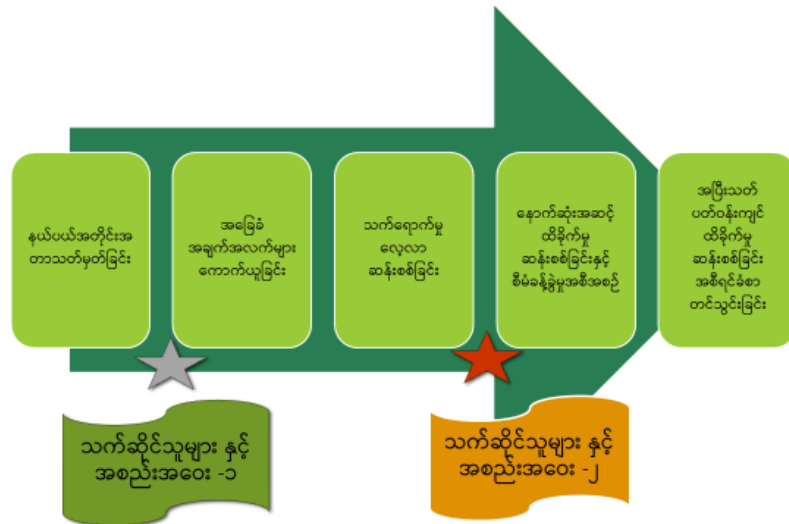 နယ်ပယ်အတိုင်းအ
တာသတ်မှတ်ခြင်း
အခြေခံ
အချက်အလက်များ
ကောက်ယူခြင်း
သက်ရောက်မှု
လေ့လာ
ဆန်းစစ်ခြင်း
နောက်ဆုံးအဆင့်
ထိခိုက်မှု
ဆန်းစစ်ခြင်းနှင့်
စီမံခန့်ခွဲမှုအစီအစဉ်
အပြီးသတ်
ပတ်ဝန်းကျင်
ထိခိုက်မှု
ဆန်းစစ်ခြင်း
အစီရင်ခံစာ
တင်သွင်းခြင်း
သက်ဆိုင်သူများ နှင့်
အစည်းအဝေး -၁
သက်ဆိုင်သူများ နှင့်
အစည်းအဝေး -၂